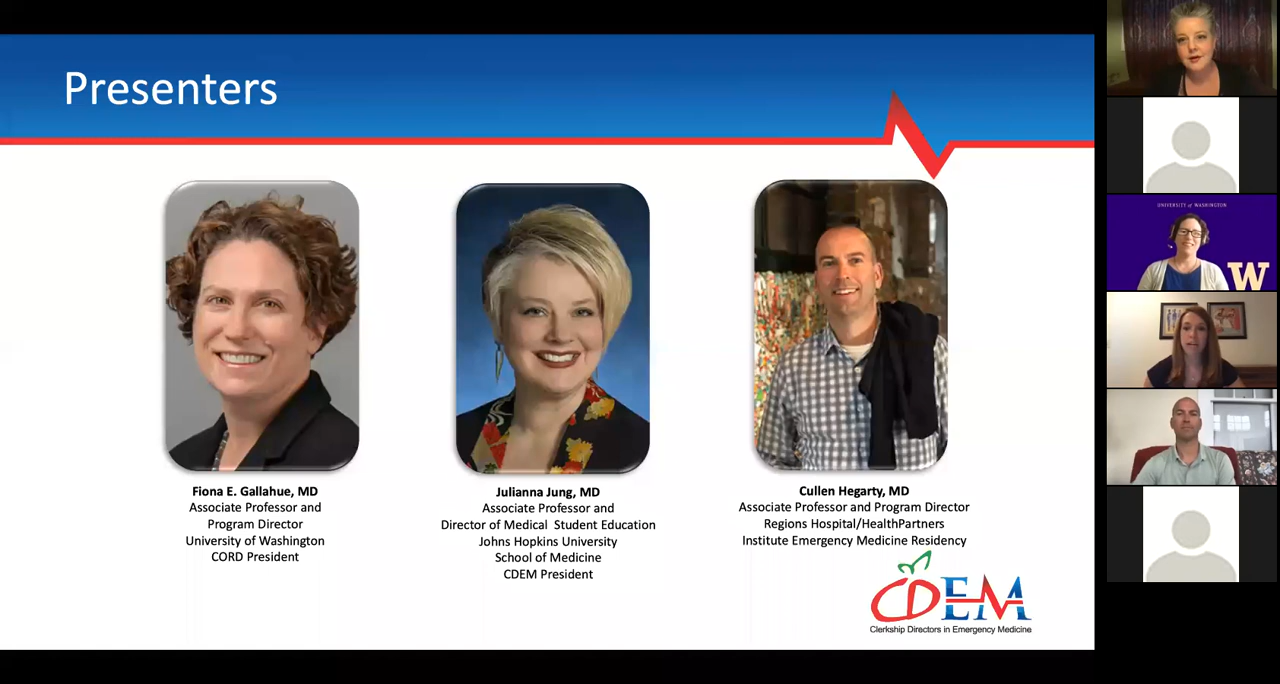 Presenters
Fiona E. Gallahue, MD
Associate Professor and
Program Director
University of Washington
CORD President
Julianna Jung, MD
Associate Professor and
Director of Medical Student Education
Johns Hopkins University
School of Medicine
CDEM President
Cullen Hegarty, MD
Associate Professor and Program Director
Regions Hospital/HealthPartners
Institute Emergency Medicine Residency
CDEM
Clerkship Directors in Emergency Medicine
UNIVERSITY of WASHINGTON
W